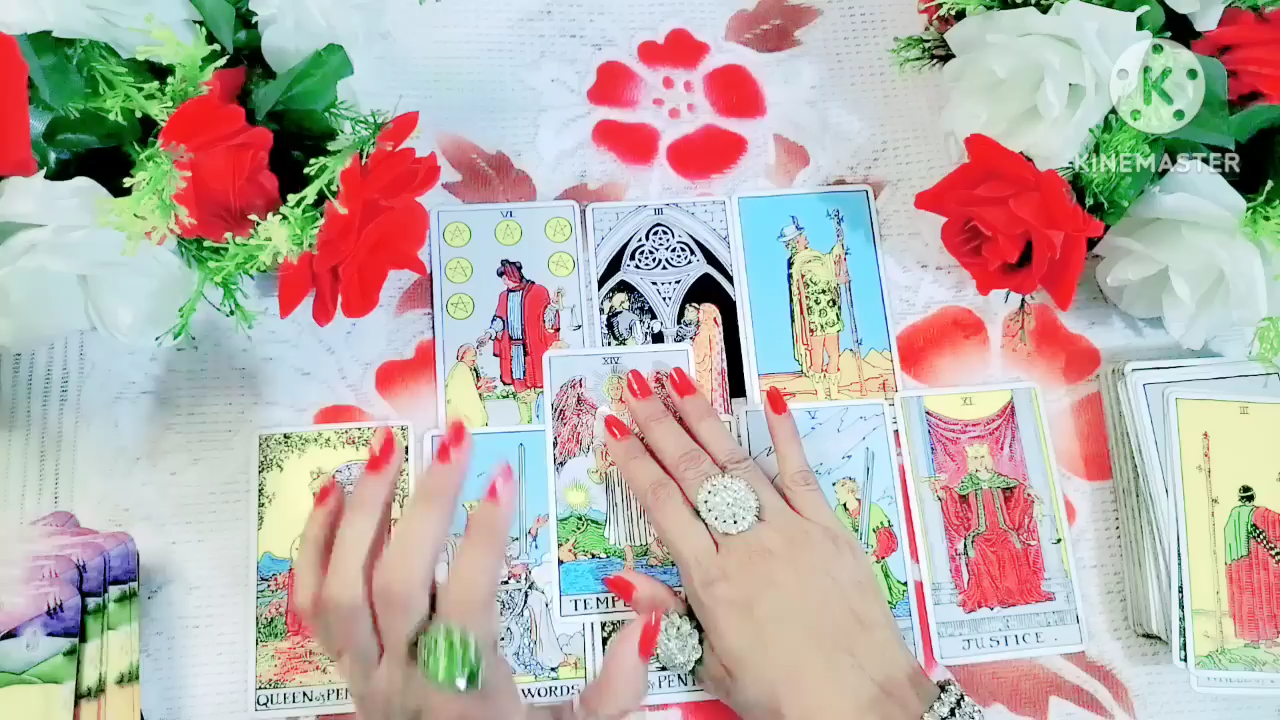 K
KINEMASTER
VI
III
XIV
V
XI
III
TEMP
JUSTICE.
QUEEN of PEN
WORDS
PENT